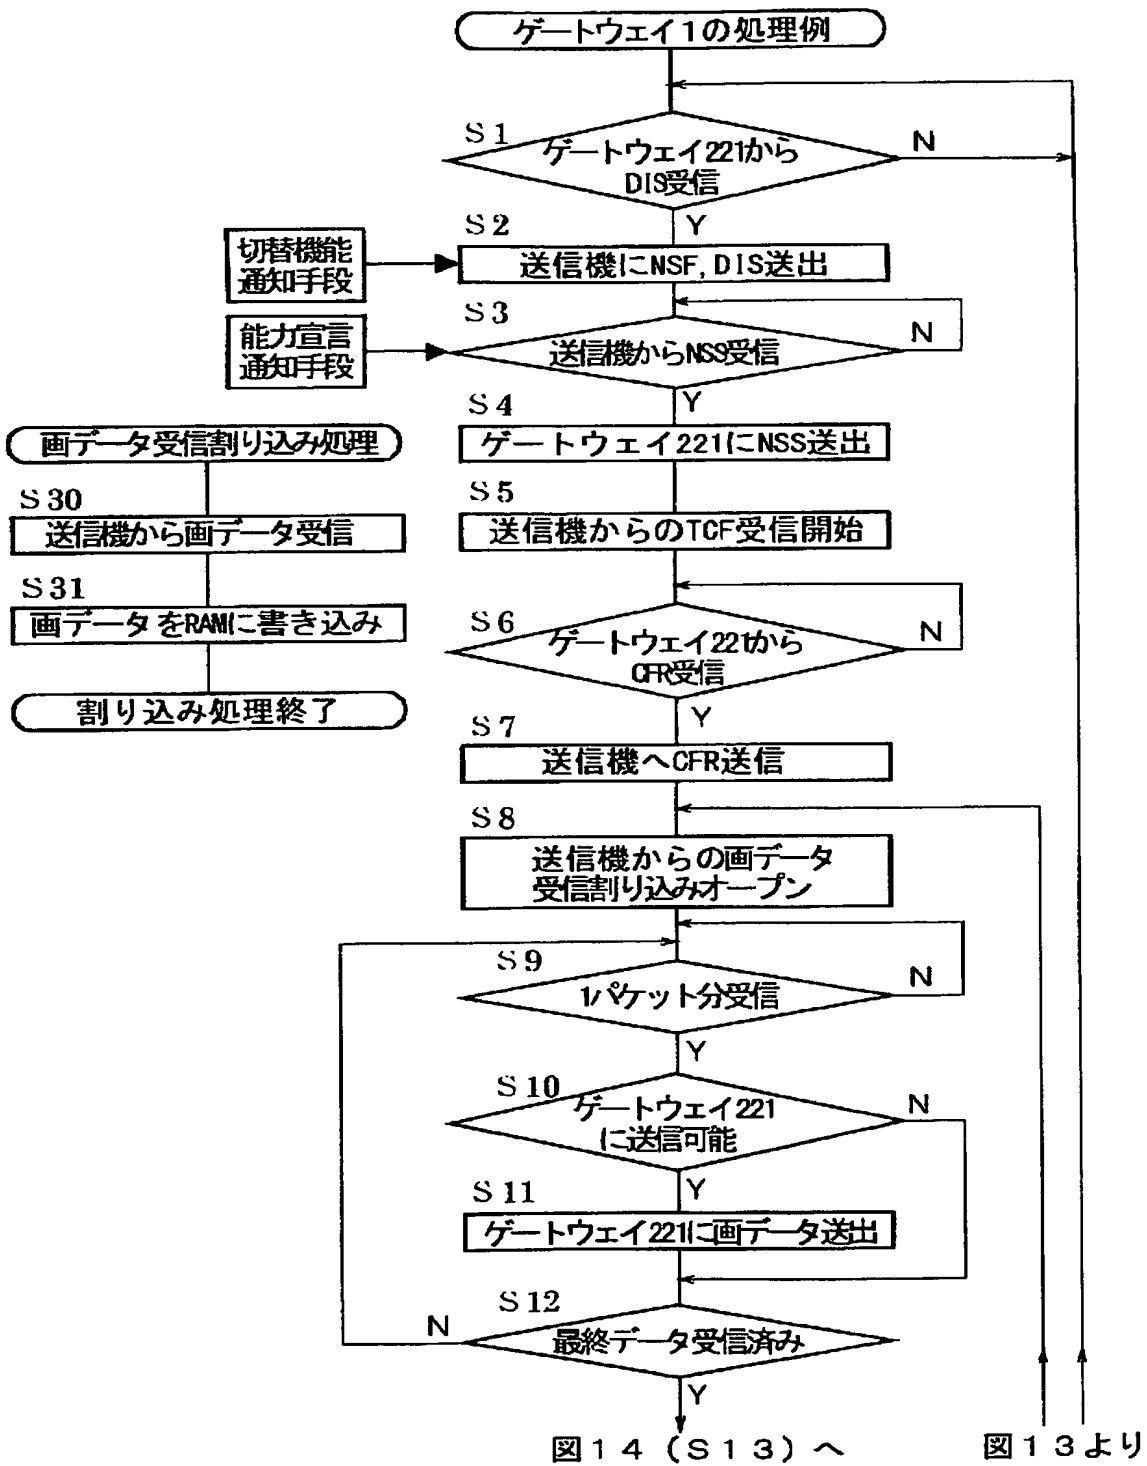 ゲートウェイ1の処理例
S1
ゲートウェイ221から
DIS受信
N
Y
S2
切替機能
通知手段
送信機にNSF,DIS送出
S3
能力宣言
通知手段
送信機からNSS受信
N
Y
S4
ゲートウェイ221にNSS送出
画データ受信割り込み処理
S5
S30
送信機からのTCF受信開始
送信機から画データ受信
S31
画データをRAMに書き込み
S6
ゲートウェイ221から
CFR受信
N
Y
割り込み処理終了
S7
送信機へCFR送信
S8
送信機からの画データ
受信割り込みオープン
S9
1パケット分受信
N
Y
S10
ゲートウェイ221
に送信可能
N
Y
S11
ゲートウェイ221に画データ送出
S12
最終データ受信済み
N
Y
図14(S13)へ
図13より